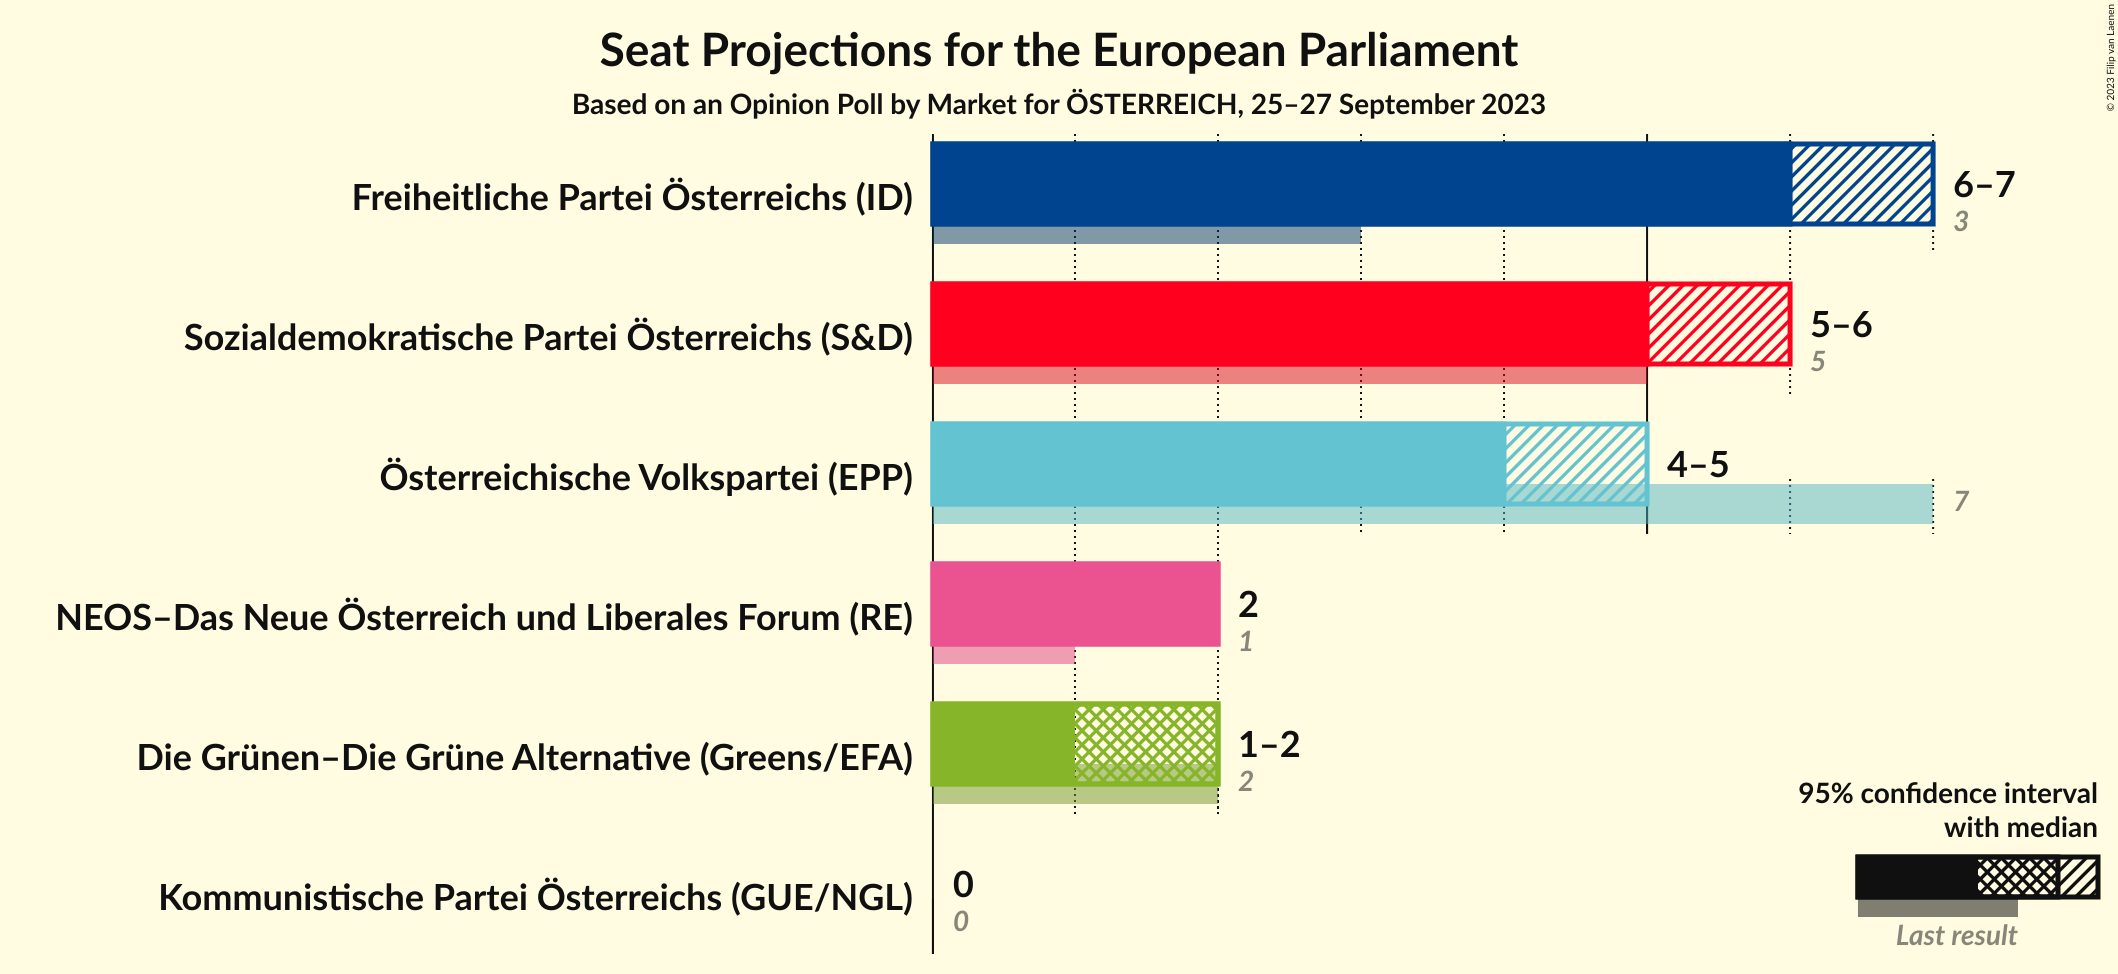 Seat Projections for the European Parliament
Based on an Opinion Poll by Market for ÖSTERREICH, 25–27 September 2023
© 2023 Filip van Laenen
Freiheitliche Partei Österreichs (ID)
6–7
3
Sozialdemokratische Partei Österreichs (S&D)
5–6
5
Österreichische Volkspartei (EPP)
4–5
7
NEOS–Das Neue Österreich und Liberales Forum (RE)
2
1
Die Grünen–Die Grüne Alternative (Greens/EFA)
1–2
2
Kommunistische Partei Österreichs (GUE/NGL)
0
0
95% confidence interval
with median
Last result